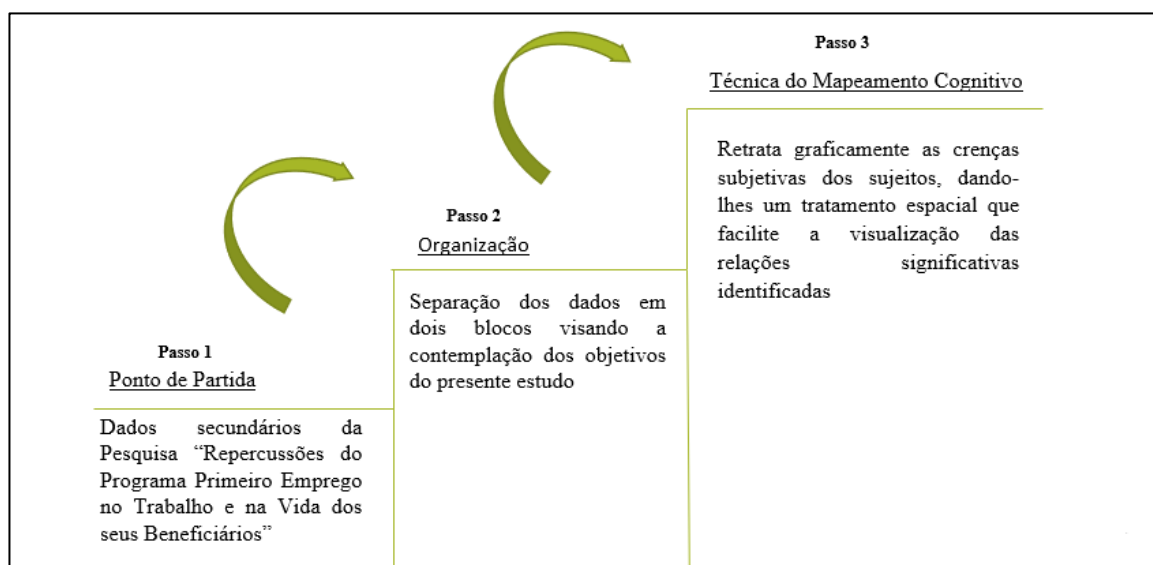 Passo 1
Ponto de Partida
Dados secundários da
Pesquisa “Repercussões do
Programa Primeiro Emprego
no Trabalho e na Vida dos
seus Beneficiários”
Passo 2
Organização
Separação dos dados em
dois blocos visando a
contemplação dos objetivos
do presente estudo
Passo 3
Técnica do Mapeamento Cognitivo
Retrata graficamente as crenças
subjetivas dos sujeitos, dando-
lhes um tratamento espacial que
facilite a visualização das
relações significativas
identificadas